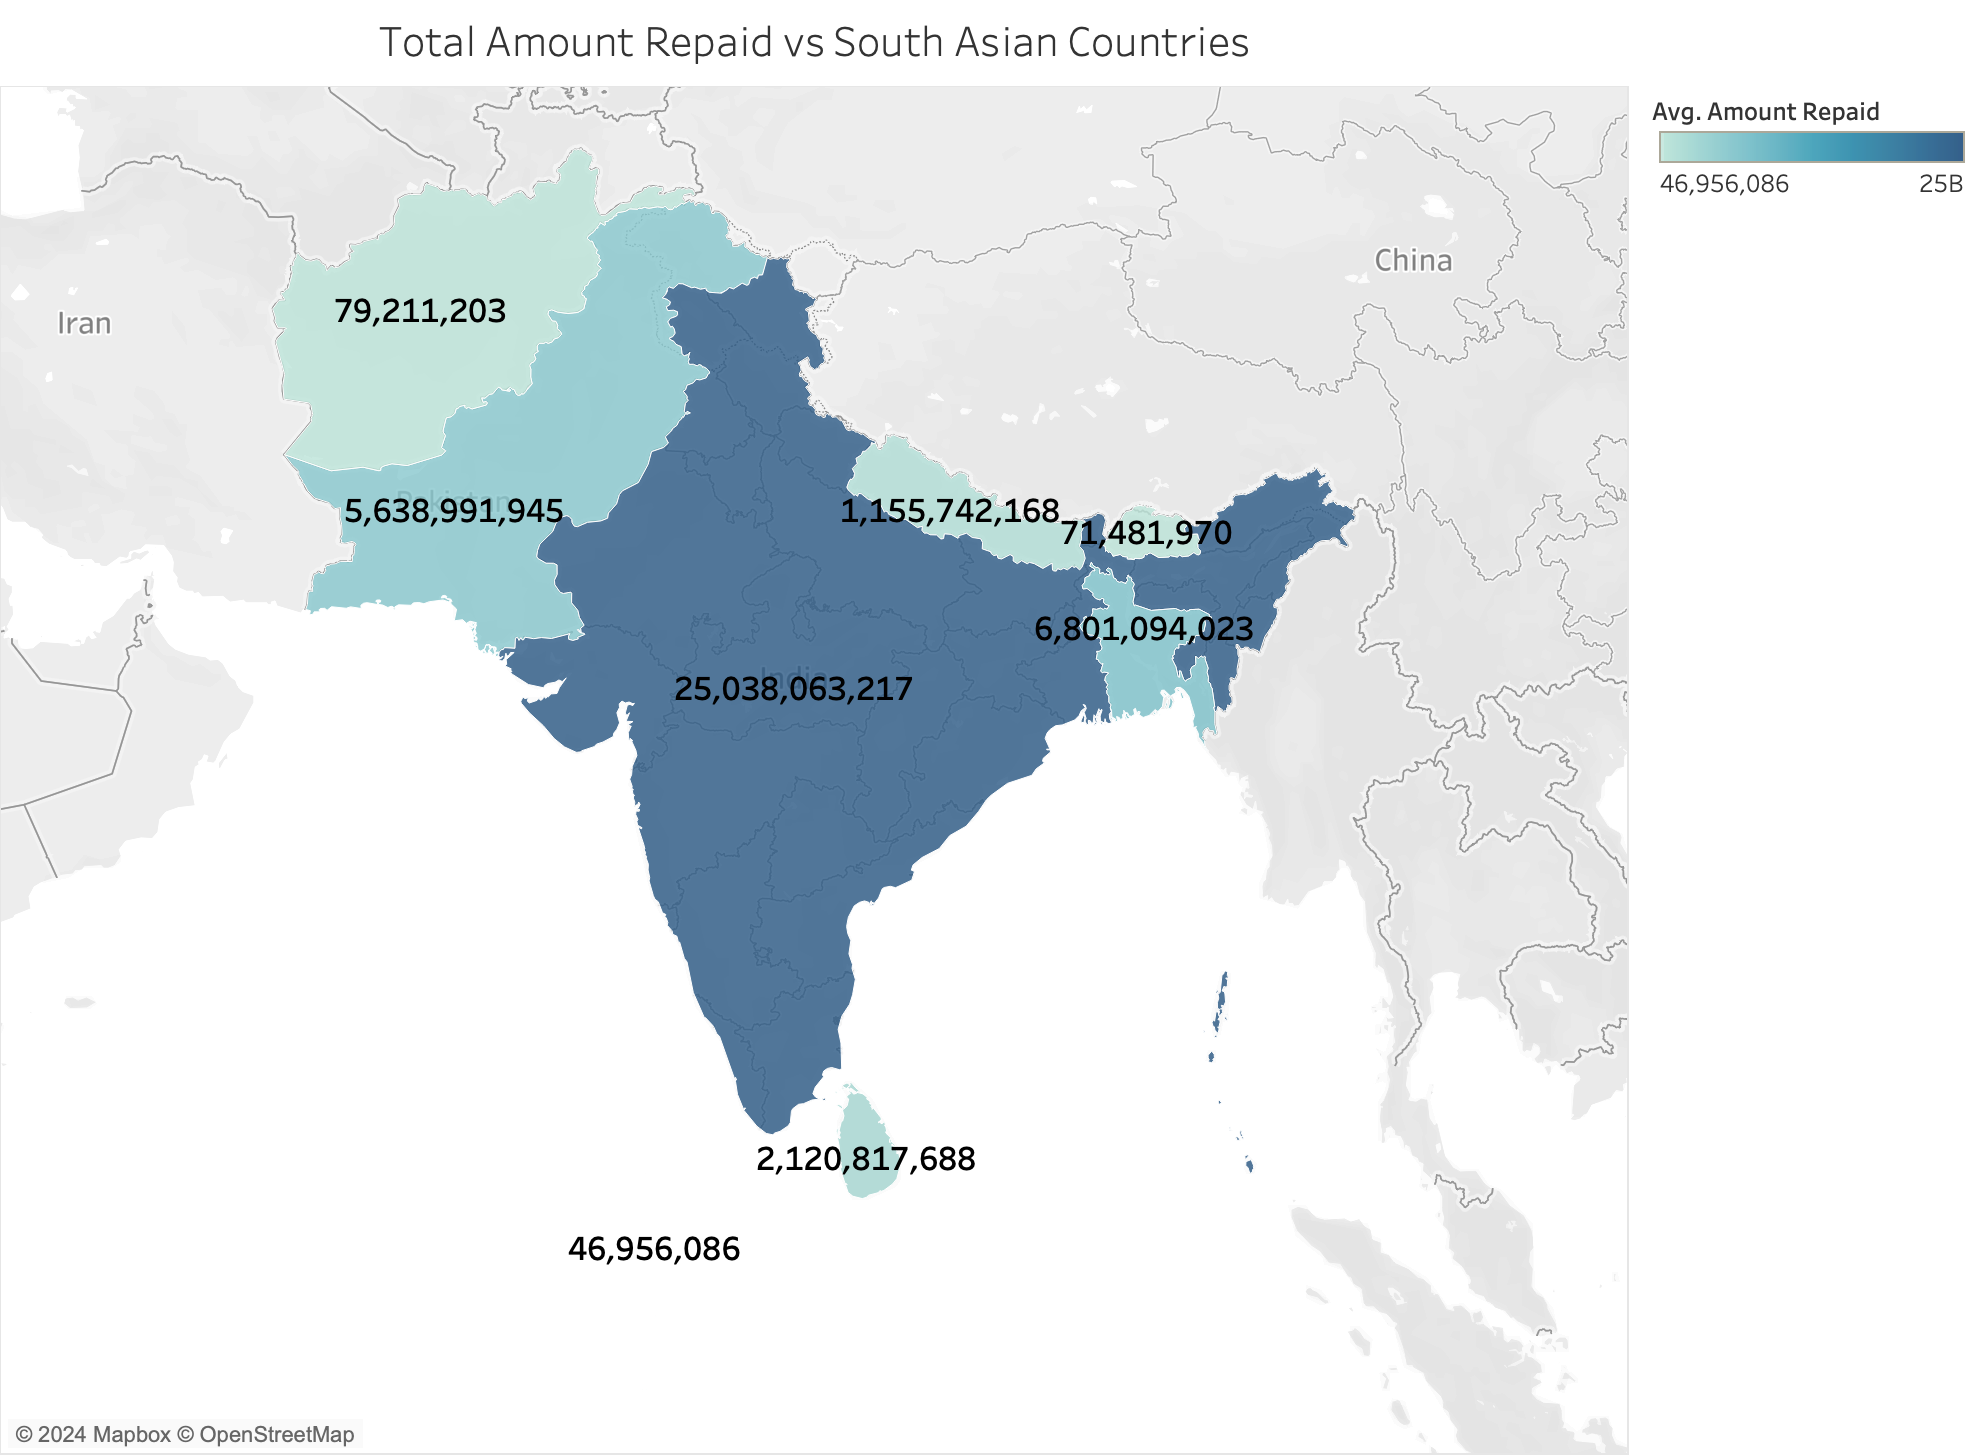 Total Amount Repaid vs South Asian Countries
Avg. Amount Repaid
46,956,086 25B
China
79,211,203
Iran
Pakistan
5,638,991,945
1,155,742,168
71,481,970
6,801,094,023
India
25,038,063,217
2,120,817,688
46,956,086
© 2024 Mapbox © OpenStreetMap